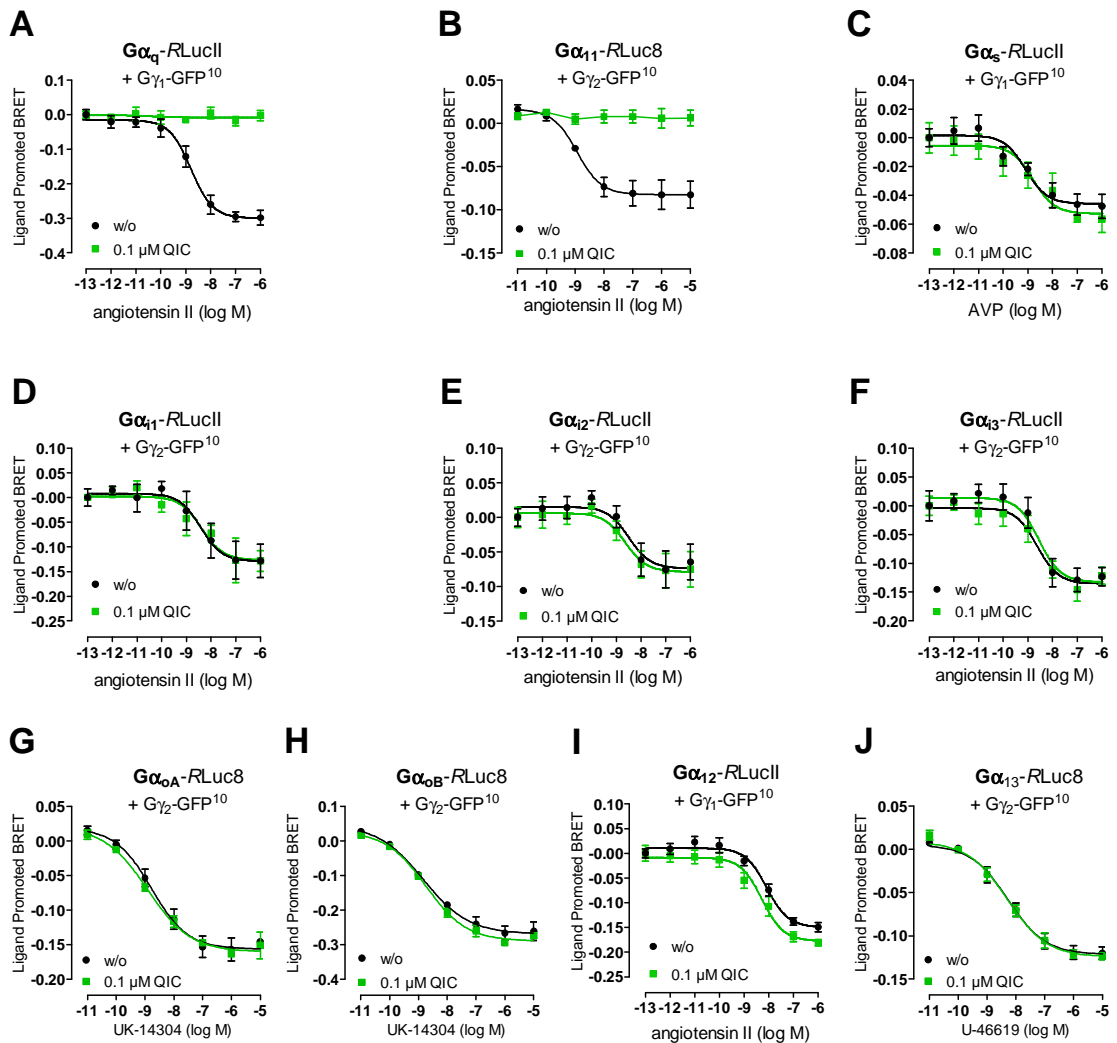 A
Gαq-RLucII
+ Gγ1-GFP10
Ligand Promoted BRET
0.1
0.0
-0.1
-0.2
-0.3
-0.4
w/o
0.1 µM QIC
-13 -12 -11 -10 -9 -8 -7 -6
angiotensin II (log M)
B
Gα11-RLuc8
+ Gγ2-GFP10
Ligand Promoted BRET
0.05
0.00
-0.05
-0.10
-0.15
w/o
0.1 µM QIC
-11 -10 -9 -8 -7 -6 -5
angiotensin II (log M)
C
Gαs-RLucII
+ Gγ1-GFP10
Ligand Promoted BRET
0.04
0.02
0.00
-0.02
-0.04
-0.06
-0.08
w/o
0.1 µM QIC
-13 -12 -11 -10 -9 -8 -7 -6
AVP (log M)
D
Gαi1-RLucII
+ Gγ2-GFP10
Ligand Promoted BRET
0.10
0.05
-0.00
-0.05
-0.10
-0.15
-0.20
-0.25
w/o
0.1 µM QIC
-13 -12 -11 -10 -9 -8 -7 -6
angiotensin II (log M)
E
Gαi2-RLucII
+ Gγ2-GFP10
Ligand Promoted BRET
0.10
0.05
0.00
-0.05
-0.10
-0.15
w/o
0.1 µM QIC
-13 -12 -11 -10 -9 -8 -7 -6
angiotensin II (log M)
F
Gαi3-RLucII
+ Gγ2-GFP10
Ligand Promoted BRET
0.10
0.05
0.00
-0.05
-0.10
-0.15
-0.20
w/o
0.1 µM QIC
-13 -12 -11 -10 -9 -8 -7 -6
angiotensin II (log M)
G
GαoA-RLuc8
+ Gγ2-GFP10
Ligand Promoted BRET
0.05
0.00
-0.05
-0.10
-0.15
-0.20
w/o
0.1 µM QIC
-11 -10 -9 -8 -7 -6 -5
UK-14304 (log M)
H
GαoB-RLuc8
+ Gγ2-GFP10
Ligand Promoted BRET
0.1
0.0
-0.1
-0.2
-0.3
-0.4
w/o
0.1 µM QIC
-11 -10 -9 -8 -7 -6 -5
UK-14304 (log M)
I
Gα12-RLucII
+ Gγ1-GFP10
Ligand Promoted BRET
0.10
0.05
-0.00
-0.05
-0.10
-0.15
-0.20
-0.25
w/o
0.1 µM QIC
-13 -12 -11 -10 -9 -8 -7 -6
angiotensin II (log M)
J
Gα13-RLuc8
+ Gγ2-GFP10
Ligand Promoted BRET
0.05
0.00
-0.05
-0.10
-0.15
w/o
0.1 µM QIC
-11 -10 -9 -8 -7 -6 -5
U-46619 (log M)